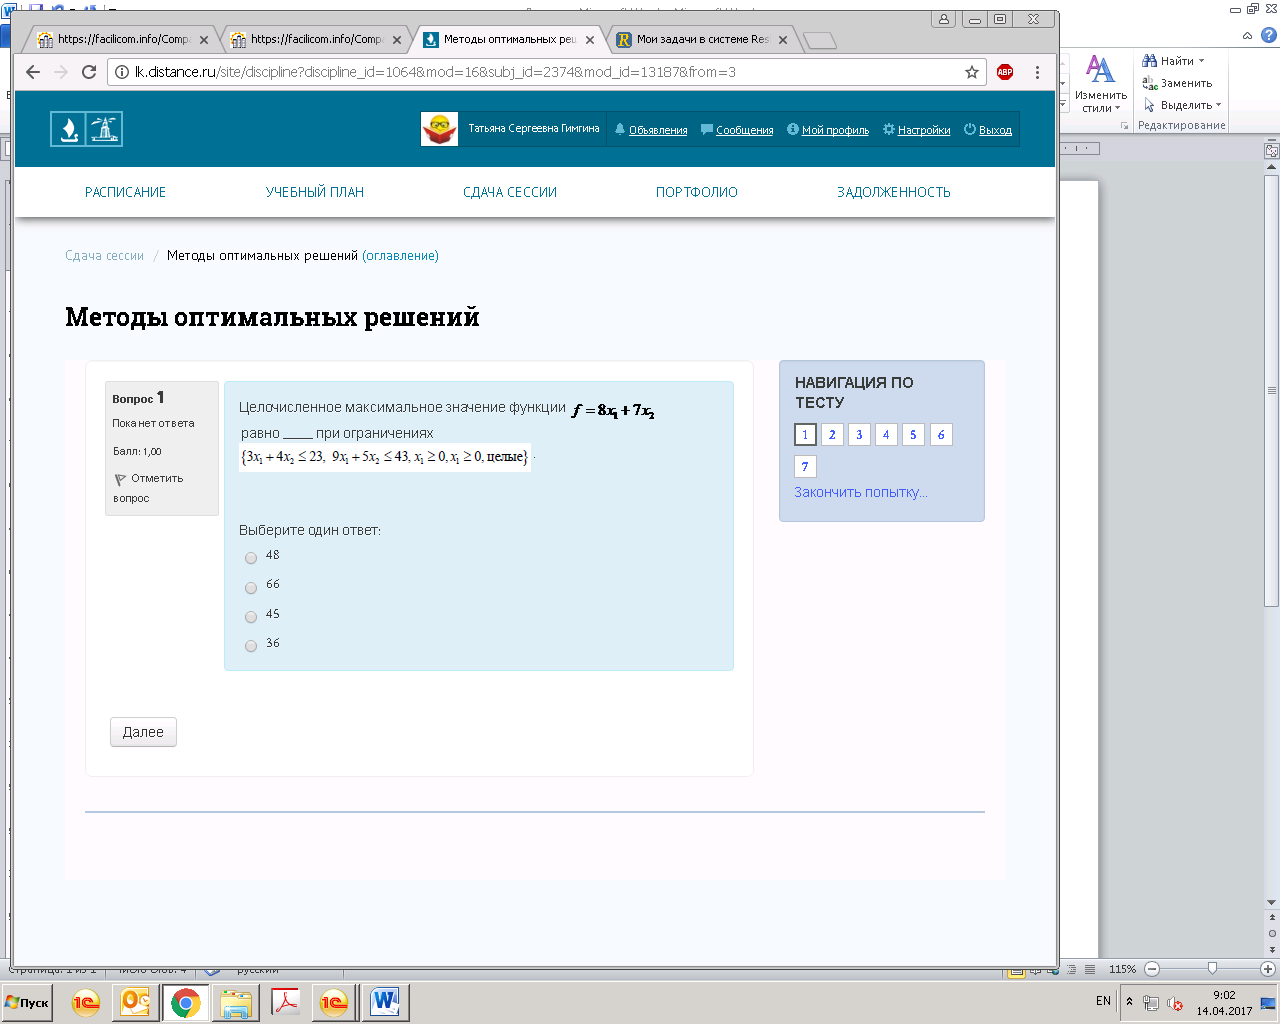 https://facilicom.info/Compa
https://facilicom.info/Compa
Методы оптимальных реш
Мои задачи в системе Res
lk.distance.ru/site/discipline?discipline_id=1064&mod=16&subj_id=2374&mod_id=13187&from=3
ABP
Татьяна Сергеевна Гимгина
Объявления
Сообщения
Мой профиль
Настройки
Выход
РАСПИСАНИЕ
УЧЕБНЫЙ ПЛАН
СДАЧА СЕССИИ
ПОРТФОЛИО
ЗАДОЛЖЕННОСТЬ
Сдача сессии / Методы оптимальных решений (оглавление)
Методы оптимальных решений
Вопрос 1
Пока нет ответа
Балл: 1,00
Отметить
вопрос
Целочисленное максимальное значение функции f = 8x₁ + 7x₂
равно ____ при ограничениях
{3x₁ + 4x₂ ≤ 23, 9x₁ + 5x₂ ≤ 43, x₁ ≥ 0, x₁ ≥ 0, целые} .
Выберите один ответ:
48
66
45
36
Далее
НАВИГАЦИЯ ПО
ТЕСТУ
1 2 3 4 5 6
7
Закончить попытку...
Изменить
стили
Найти
Заменить
Выделить
Редактирование
115%
Пуск
EN
9:02
14.04.2017